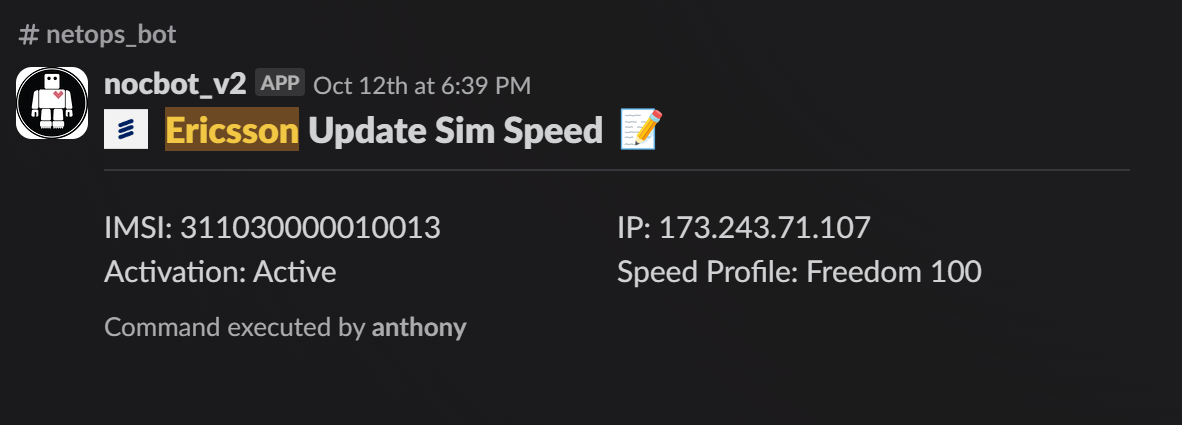 # netops_bot
nocbot_v2 APP Oct 12th at 6:39 PM
Ericsson Update Sim Speed
IMSI: 311030000010013
IP: 173.243.71.107
Activation: Active
Speed Profile: Freedom 100
Command executed by anthony